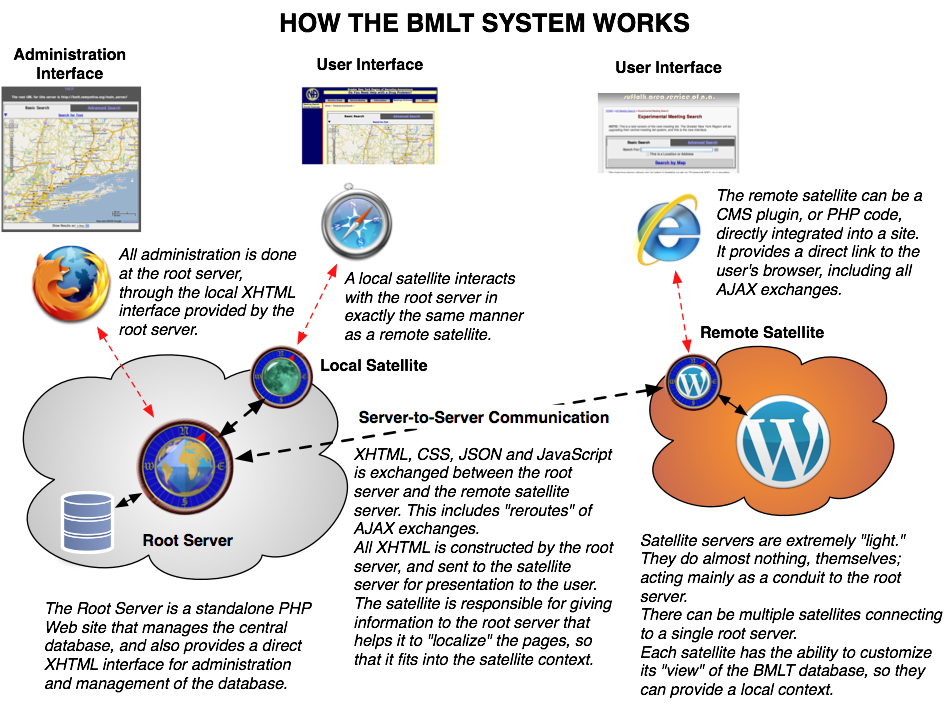 HOW THE BMLT SYSTEM WORKS
Administration
Interface
User Interface
User Interface
Basic Search
Advanced Search
Search By Text
Basic Search
Advanced Search
suffolk area service of n.a.
Experimental Meeting Search
Basic Search
Advanced Search
This is a Location or Address
Search by Map
The remote satellite can be a
CMS plugin, or PHP code,
directly integrated into a site.
It provides a direct link to the
user's browser, including all
AJAX exchanges.
All administration is done
at the root server,
through the local XHTML
interface provided by the
root server.
A local satellite interacts
with the root server in
exactly the same manner
as a remote satellite.
Remote Satellite
Local Satellite
Server-to-Server Communication
XHTML, CSS, JSON and JavaScript
is exchanged between the root
server and the remote satellite
server. This includes "reroutes" of
AJAX exchanges.
All XHTML is constructed by the root
server, and sent to the satellite
server for presentation to the user.
The satellite is responsible for giving
information to the root server that
helps it to "localize" the pages, so
that it fits into the satellite context.
Root Server
The Root Server is a standalone PHP
Web site that manages the central
database, and also provides a direct
XHTML interface for administration
and management of the database.
Satellite servers are extremely "light."
They do almost nothing, themselves;
acting mainly as a conduit to the root
server.
There can be multiple satellites connecting
to a single root server.
Each satellite has the ability to customize
its "view" of the BMLT database, so they
can provide a local context.